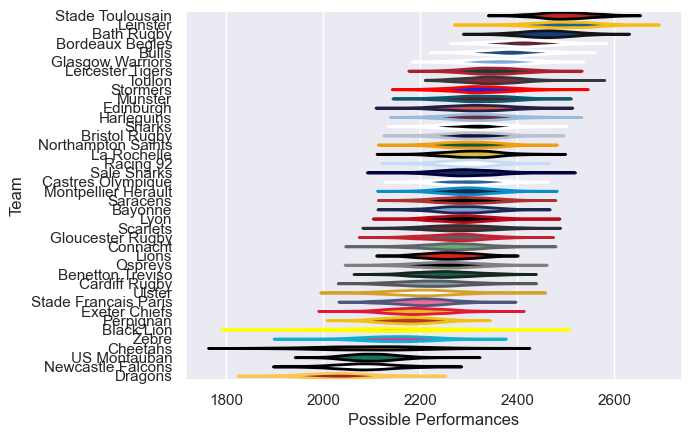 Stade Toulousain
Leinster
Bath Rugby
Bordeaux Begles
Bulls
Glasgow Warriors
Leicester Tigers
Toulon
Stormers
Munster
Edinburgh
Harlequins
Sharks
Bristol Rugby
Northampton Saints
La Rochelle
Racing 92
Sale Sharks
Castres Olympique
Montpellier Herault
Saracens
Bayonne
Lyon
Scarlets
Gloucester Rugby
Connacht
Lions
Ospreys
Benetton Treviso
Cardiff Rugby
Ulster
Stade Francais Paris
Exeter Chiefs
Perpignan
Black Lion
Zebre
Cheetahs
US Montauban
Newcastle Falcons
Dragons
Team
1800 2000 2200 2400 2600
Possible Performances